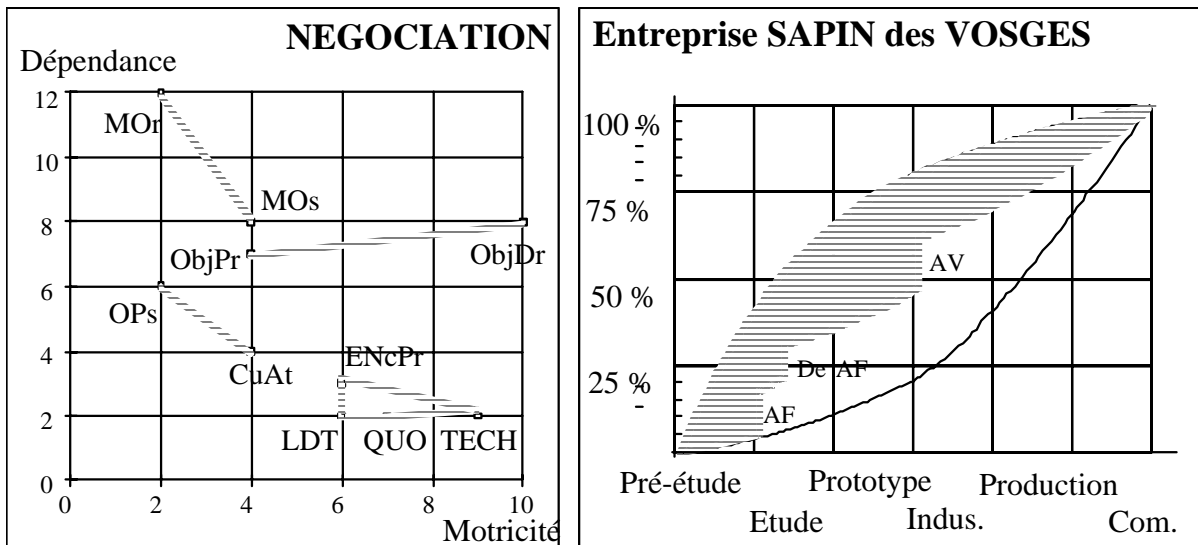 NEGOCIATION
Dépendance
12
MOr
10
MOs
8
ObjPr
ObjDr
6
OPs
4
CuAt
ENcPr
2
LDT QUO TECH
0
0 2 4 6 8 10
Motricité
Entreprise SAPIN des VOSGES
100 %
75 %
AV
50 %
De AF
25 %
AF
Pré-étude Prototype Production
Etude Indus. Com.